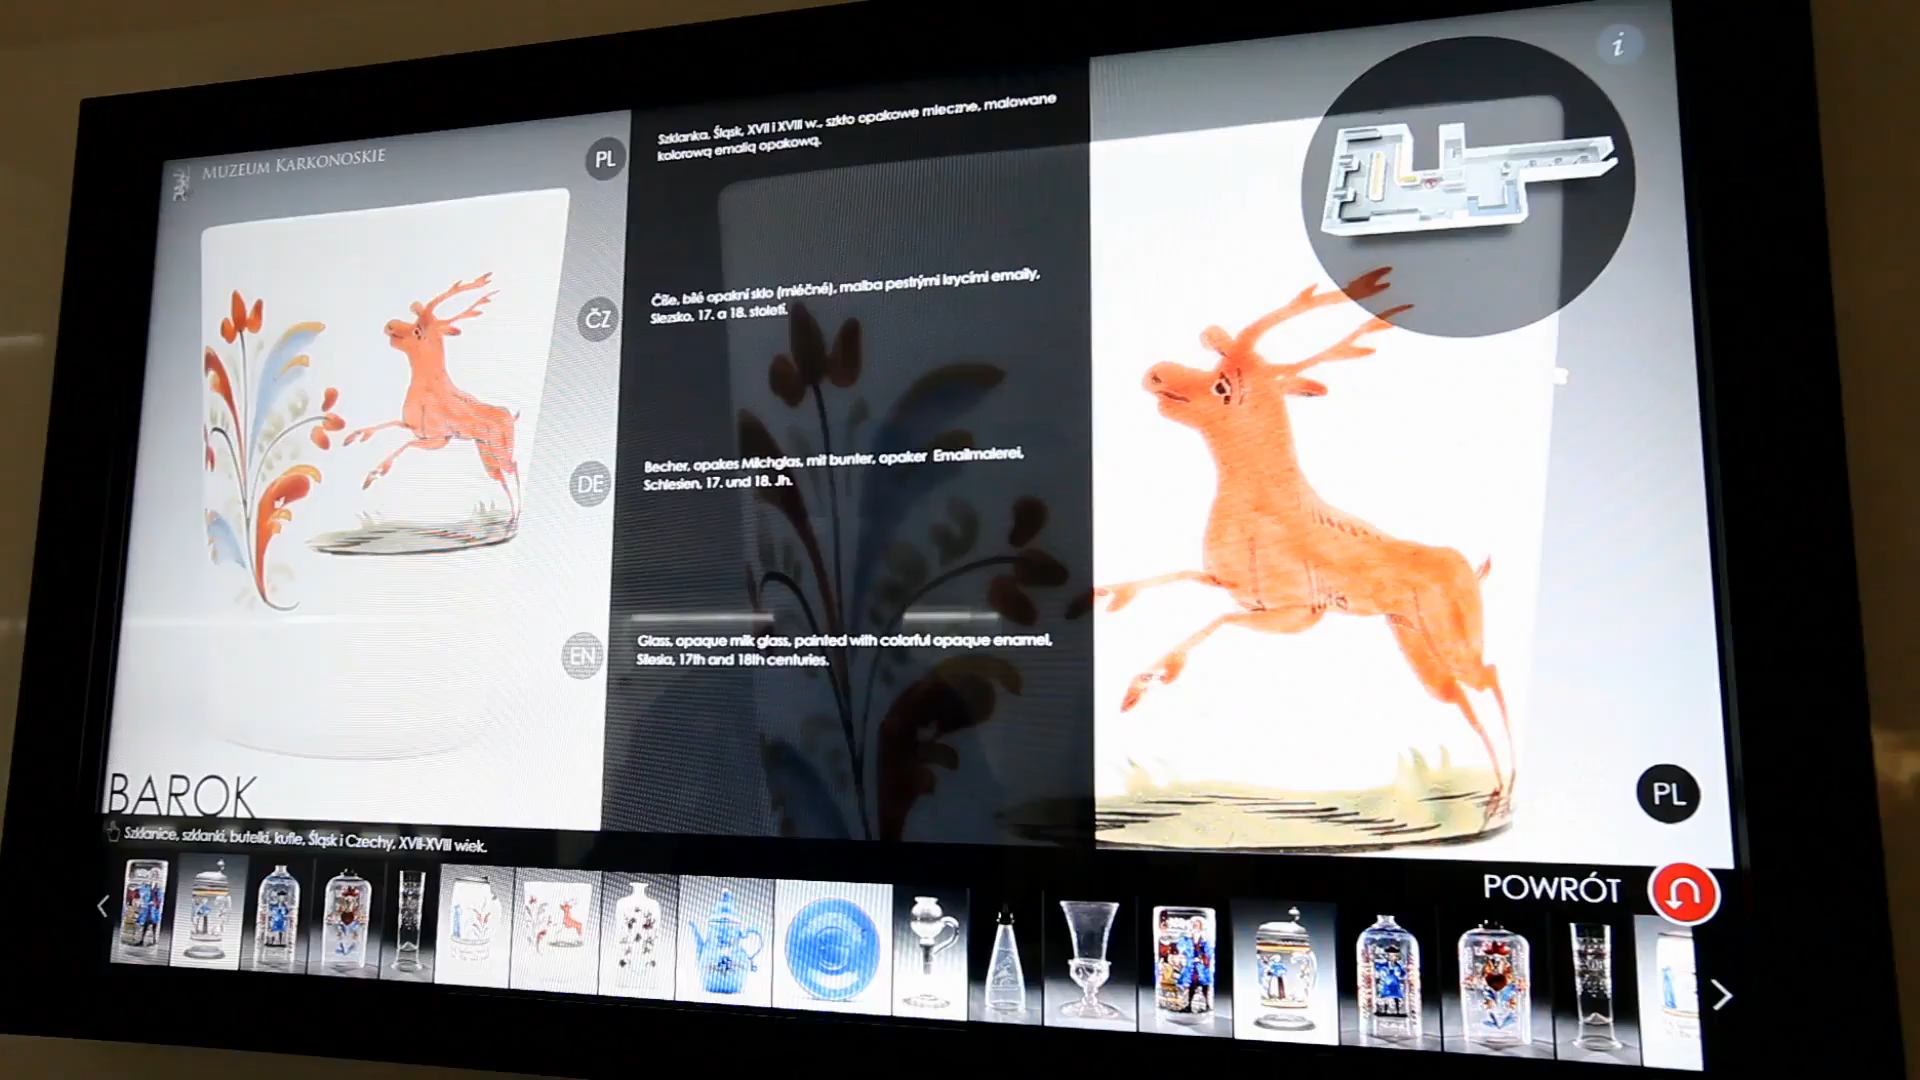 MUZEUM KARKONOSKIE
PL
Szklanka, Śląsk, XVII i XVIII w., szkło opakowe mleczne, malowane
kolorową emalią opakową.
ČZ
Číše, bílé opakní sklo (mléčné), malba pestrými krycími emaily,
Slezsko, 17. a 18. století.
DE
Becher, opakes Milchglas, mit bunter, opaker Emailmalerei,
Schlesien, 17. und 18. Jh.
EN
Glass, opaque milk glass, painted with colorful opaque enamel,
Silesia, 17th and 18th centuries.
i
PL
BAROK
Szklanice, szklanki, butelki, kufle, Śląsk i Czechy, XVII-XVIII wiek.
POWRÓT